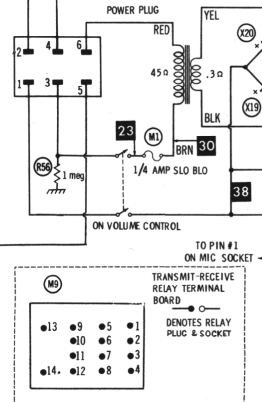 POWER PLUG
YEL
RED
X20
2 4 6
45Ω .3Ω
1 3 5
X19
BLK
23
M1
BRN 30
R56
1 meg
1/4 AMP SLO BLO
38
ON VOLUME CONTROL
TO PIN #1
ON MIC SOCKET
M9
TRANSMIT-RECEIVE
RELAY TERMINAL
BOARD
DENOTES RELAY
PLUG & SOCKET
13 9 5 1
10 6 2
11 7 3
14 12 8 4